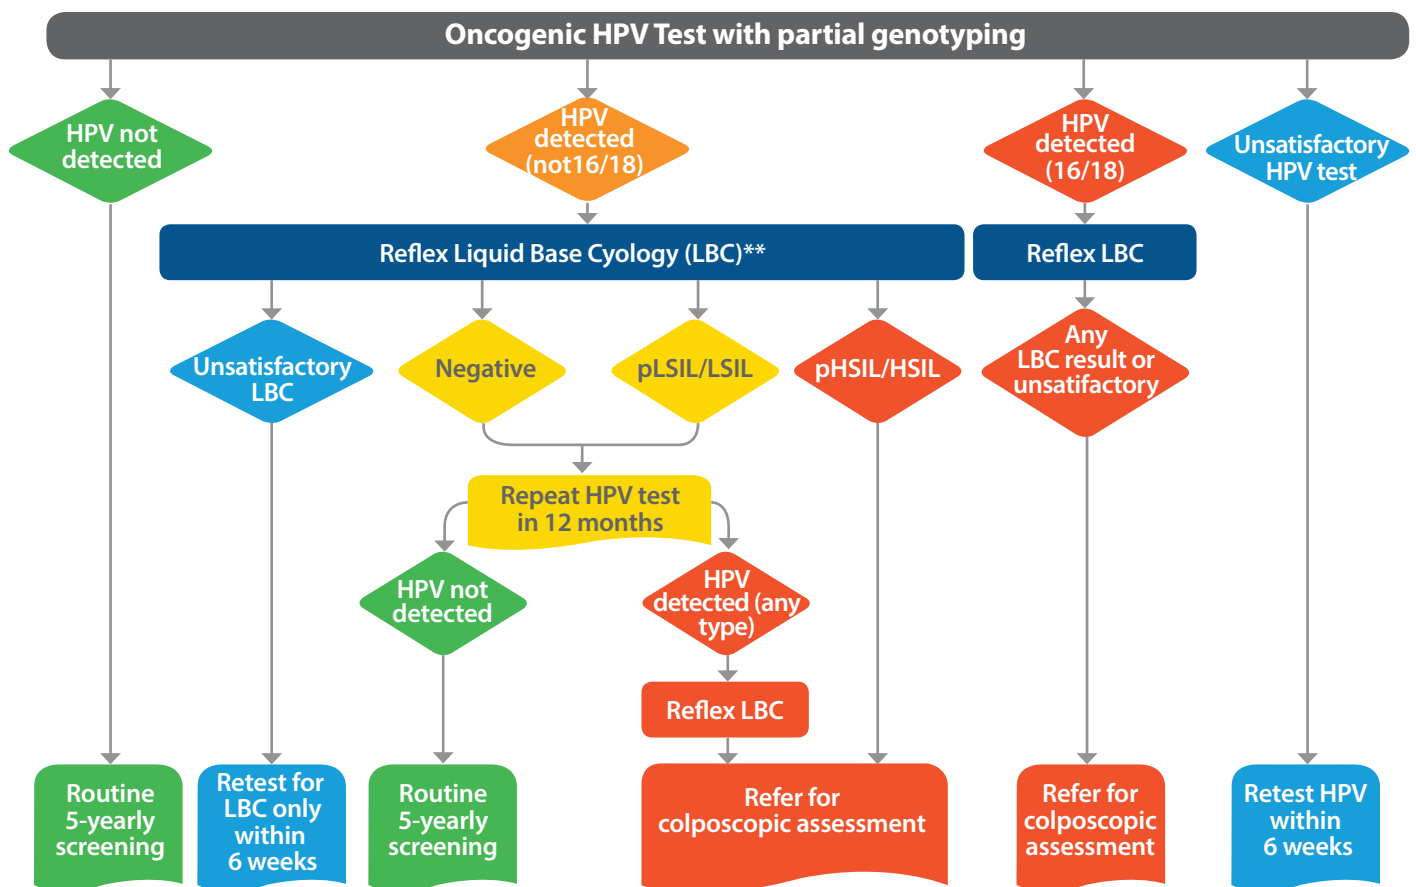 Oncogenic HPV Test with partial genotyping
HPV not
detected
HPV
detected
(not16/18)
HPV
detected
(16/18)
Unsatisfactory
HPV test
Reflex Liquid Base Cyology (LBC)**
Reflex LBC
Unsatisfactory
LBC
Negative
pLSIL/LSIL
pHSIL/HSIL
Any
LBC result or
unsatifactory
Repeat HPV test
in 12 months
HPV not
detected
HPV
detected (any
type)
Reflex LBC
Routine
5-yearly
screening
Retest for
LBC only
within
6 weeks
Routine
5-yearly
screening
Refer for
colposcopic assessment
Refer for
colposcopic
assessment
Retest HPV
within
6 weeks